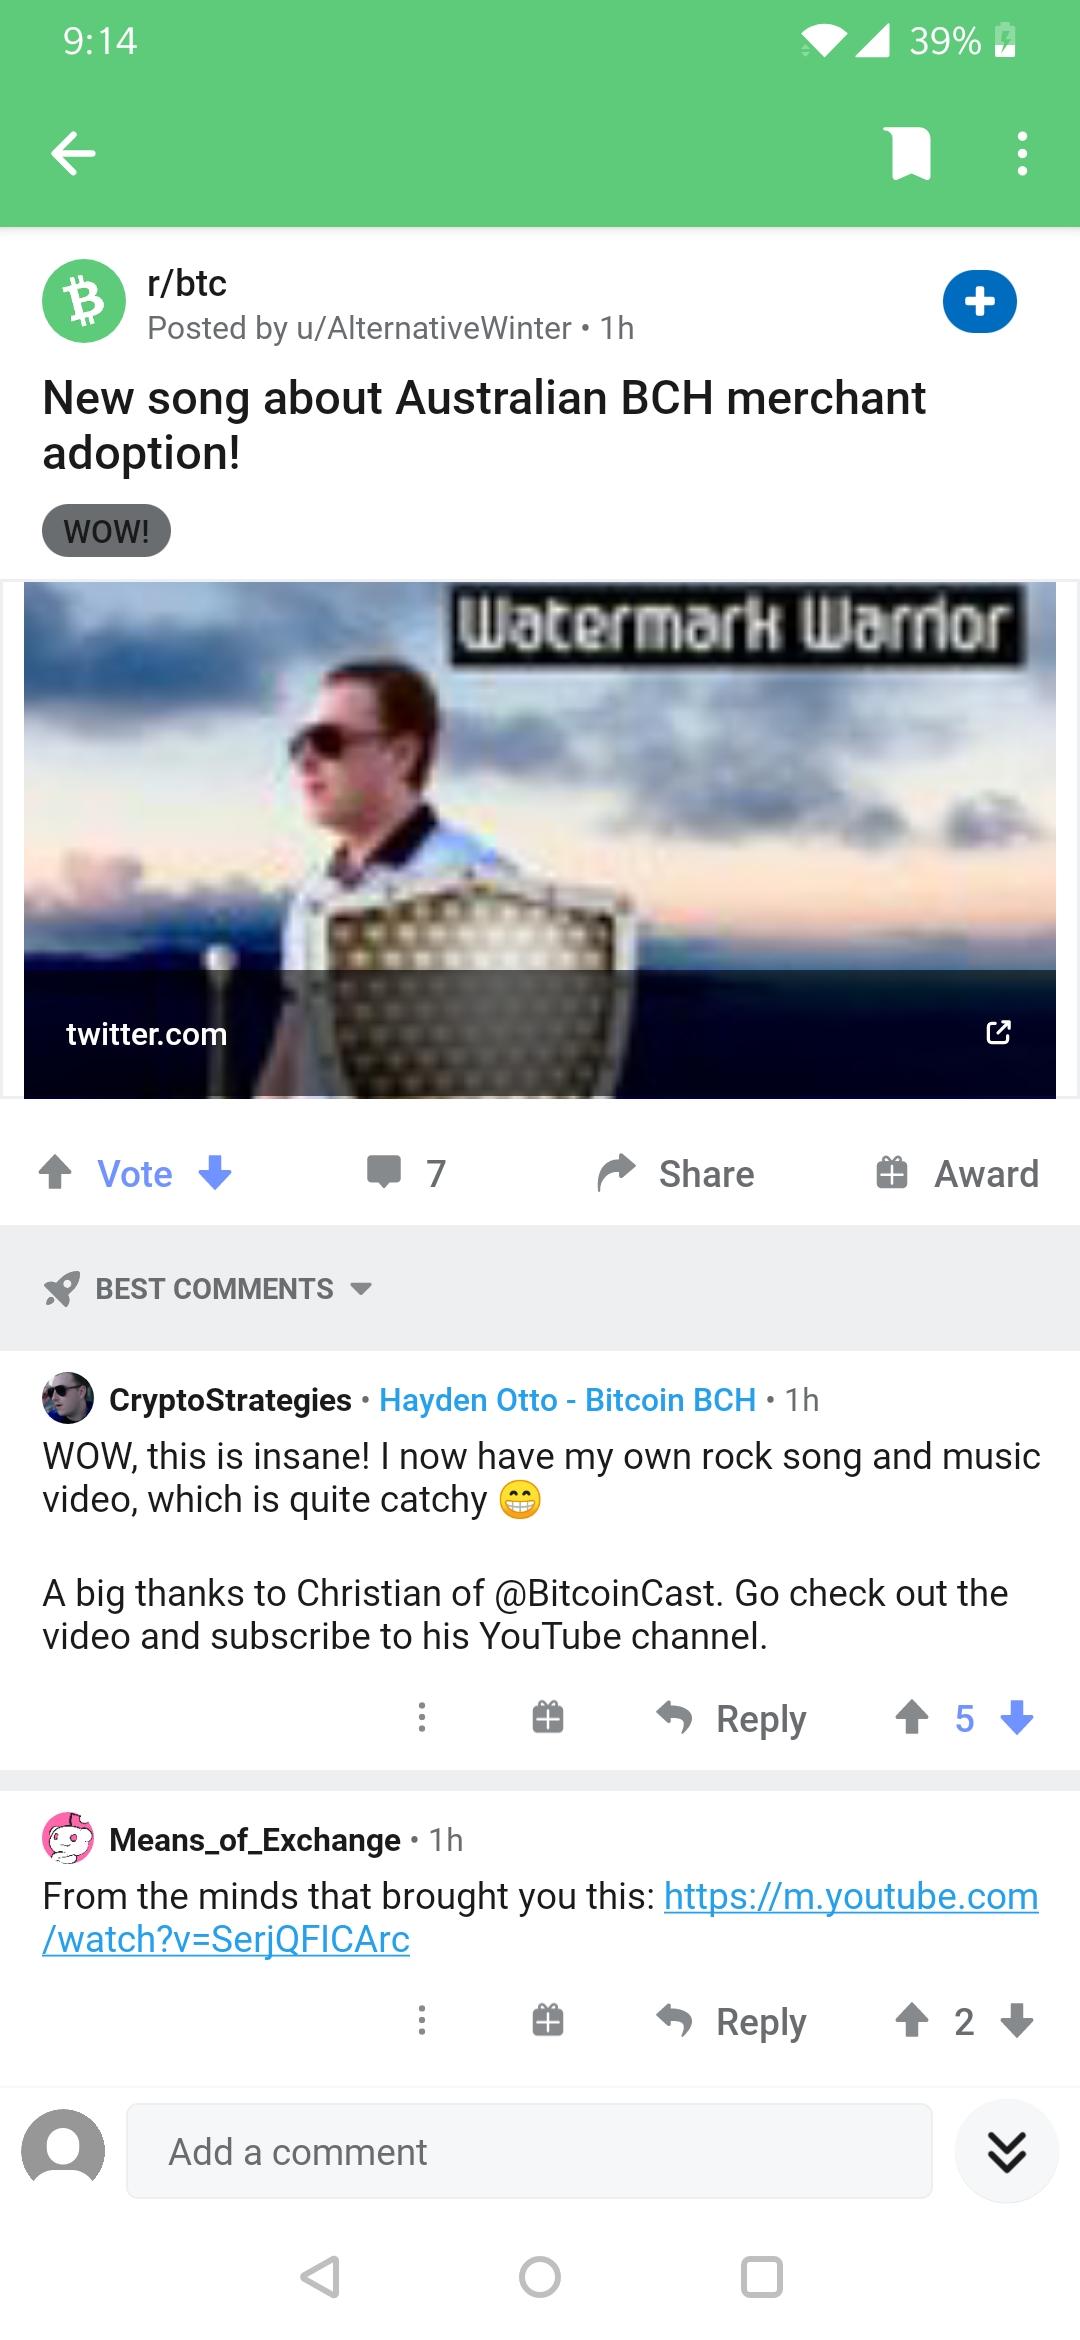 9:14
39%
r/btc
Posted by u/AlternativeWinter • 1h
New song about Australian BCH merchant
adoption!
WOW!
Watermark Warrior
twitter.com
Vote
7
Share
Award
BEST COMMENTS
CryptoStrategies • Hayden Otto - Bitcoin BCH • 1h
WOW, this is insane! I now have my own rock song and music
video, which is quite catchy 😁
A big thanks to Christian of @BitcoinCast. Go check out the
video and subscribe to his YouTube channel.
Reply
5
Means_of_Exchange • 1h
From the minds that brought you this: https://m.youtube.com
/watch?v=SerjQFICArc
Reply
2
Add a comment